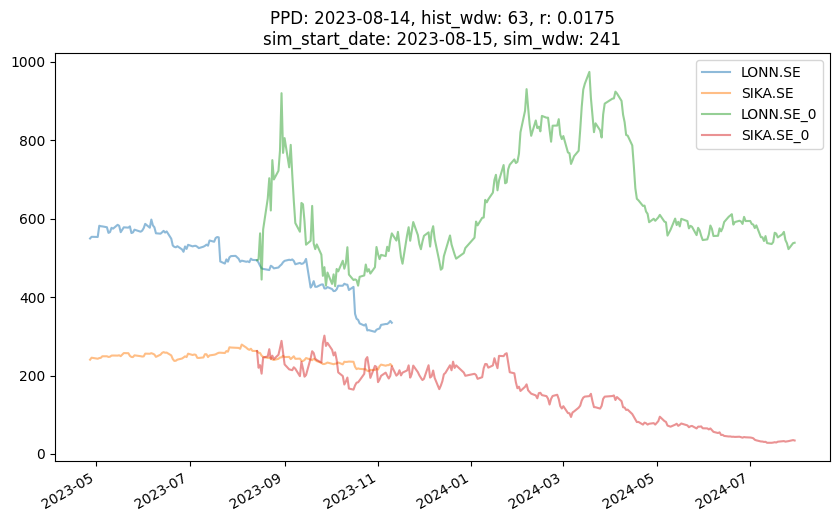 PPD: 2023-08-14, hist_wdw: 63, r: 0.0175
sim_start_date: 2023-08-15, sim_wdw: 241
1000
800
600
400
200
0
LONN.SE
SIKA.SE
LONN.SE_0
SIKA.SE_0
2023-05
2023-07
2023-09
2023-11
2024-01
2024-03
2024-05
2024-07